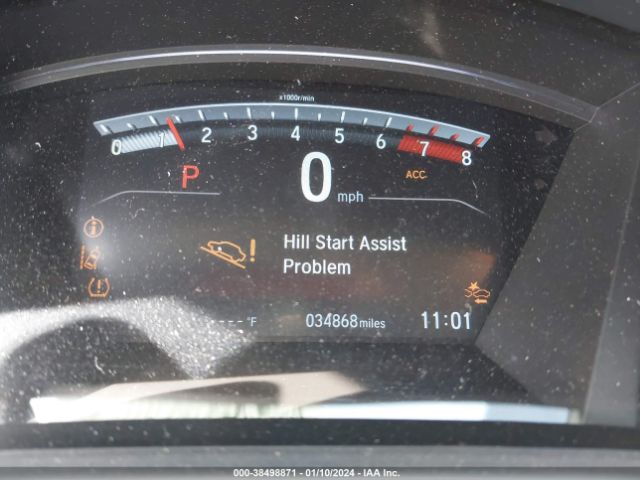 x1000r/min
0 1 2 3 4 5 6 7 8
P 0 mph ACC
Hill Start Assist
Problem
----°F 034868 miles 11:01
000-38498871 - 01/10/2024 - IAA Inc.